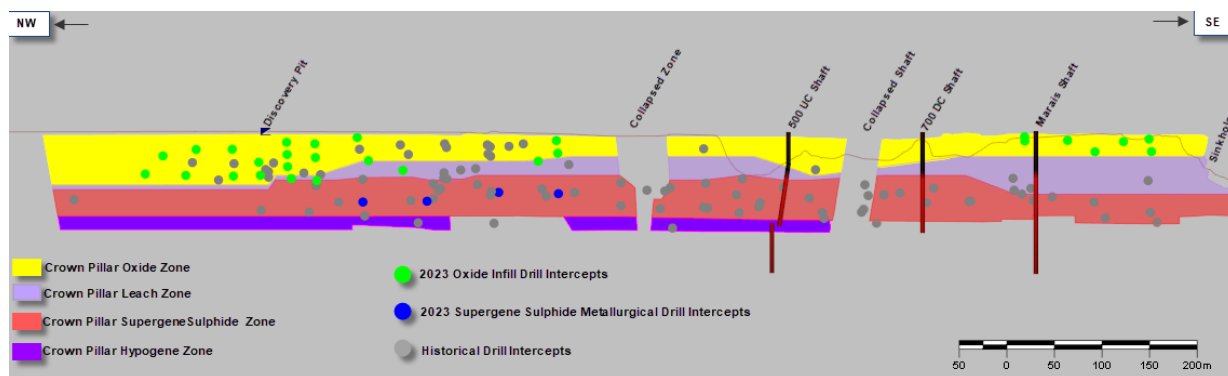 NW
SE
Discovery Pit
Collapsed Zone
500 UC Shaft
Collapsed Shaft
700 DC Shaft
Marais Shaft
Sinkhole
Crown Pillar Oxide Zone
Crown Pillar Leach Zone
Crown Pillar Supergene Sulphide Zone
Crown Pillar Hypogene Zone
2023 Oxide Infill Drill Intercepts
2023 Supergene Sulphide Metallurgical Drill Intercepts
Historical Drill Intercepts
50 0 50 100 150 200m